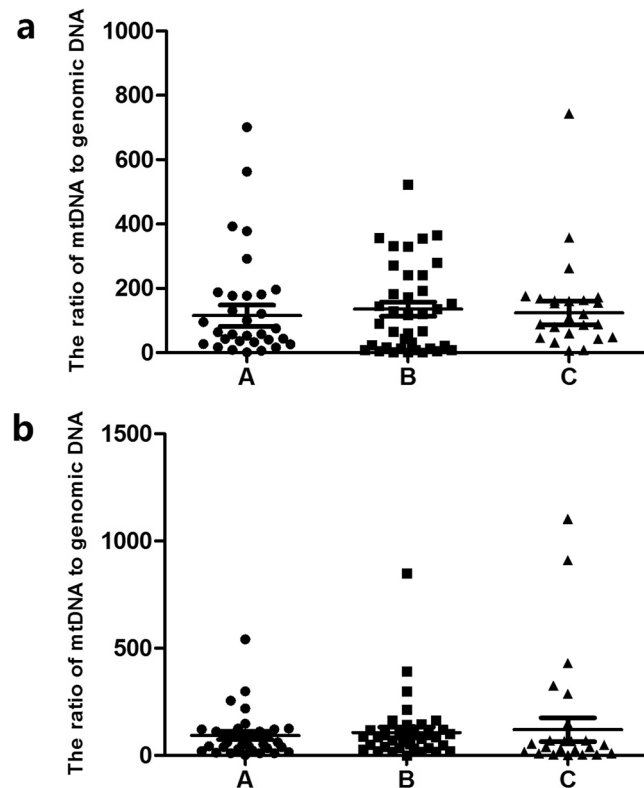 a
The ratio of mtDNA to genomic DNA
1000
800
600
400
200
0
A B C
b
The ratio of mtDNA to genomic DNA
1500
1000
500
0
A B C